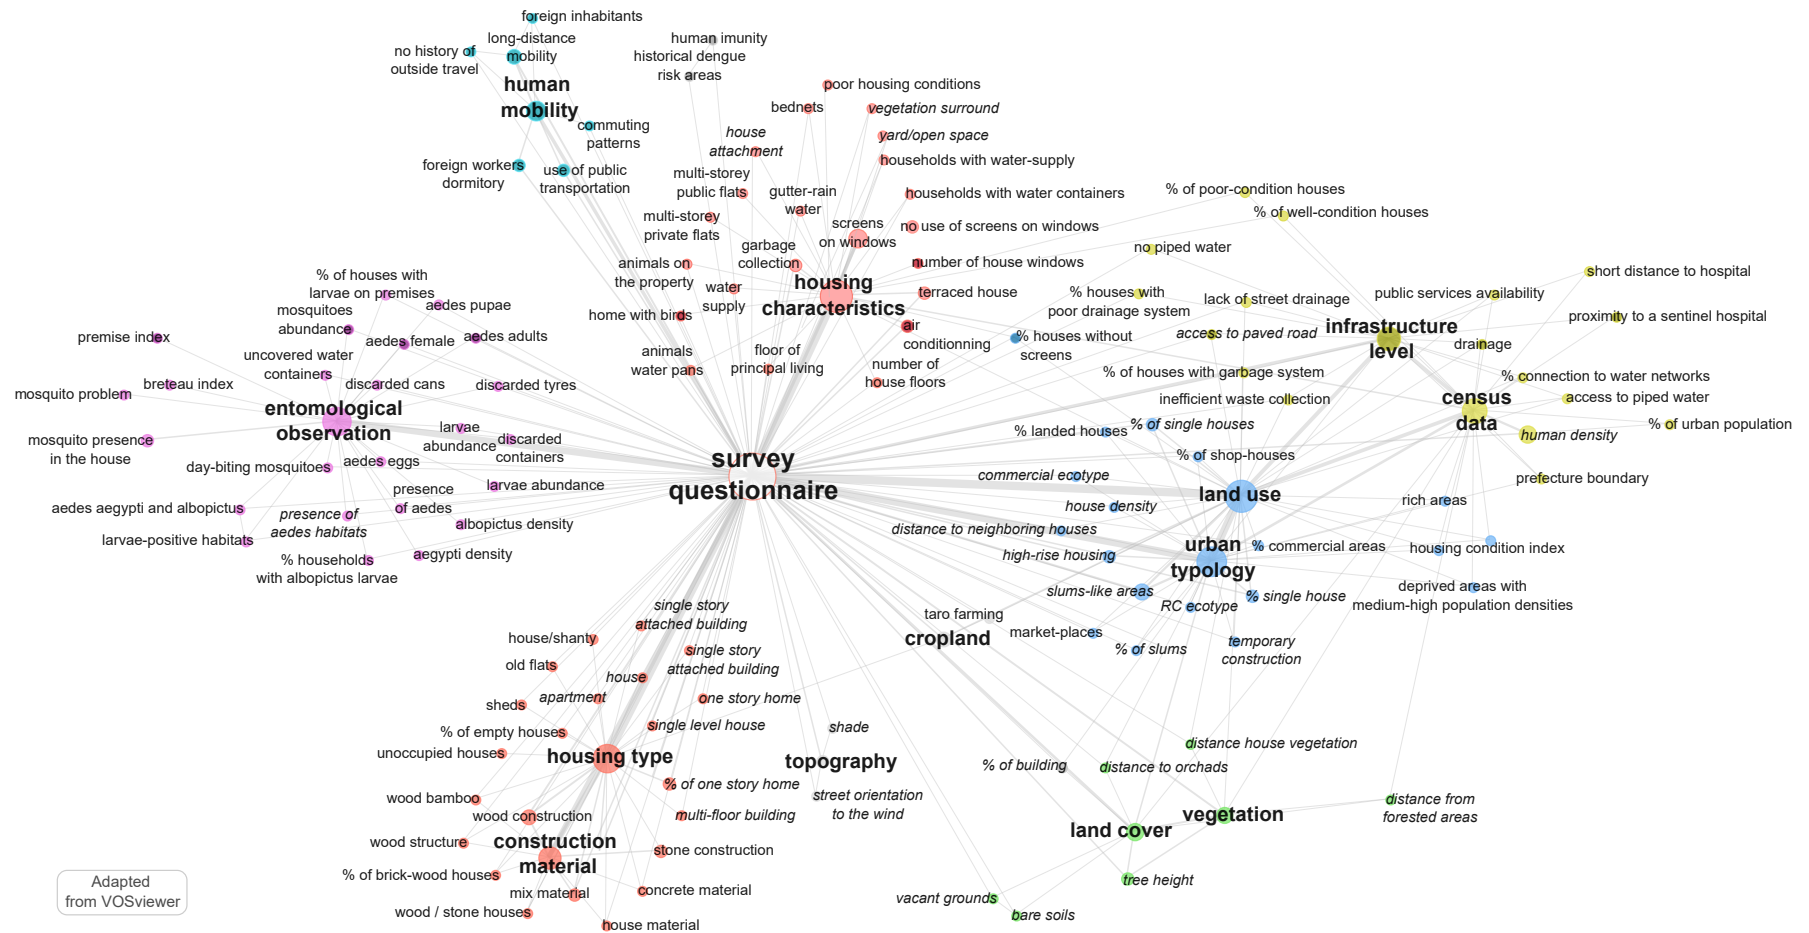 foreign inhabitants
long-distance
mobility
no history of
outside travel
human
mobility
commuting
patterns
foreign workers
dormitory
use of public
transportation
human imunity
historical dengue
risk areas
poor housing conditions
bednets
vegetation surround
house
attachment
yard/open space
households with water-supply
multi-storey
public flats
gutter-rain
water
households with water containers
multi-storey
private flats
screens
on windows
no use of screens on windows
garbage
collection
animals on
the property
number of house windows
housing
characteristics
water
supply
terraced house
home with birds
air
conditionning
animals
water pans
floor of
principal living
number of
house floors
% of poor-condition houses
% of well-condition houses
no piped water
short distance to hospital
% houses with
poor drainage system
lack of street drainage
public services availability
proximity to a sentinel hospital
access to paved road
infrastructure
level
drainage
% houses without
screens
% of houses with garbage system
% connection to water networks
inefficient waste collection
census
data
access to piped water
human density
% of urban population
prefecture boundary
% of houses with
larvae on premises
aedes pupae
mosquitoes
abundance
premise index
aedes female
aedes adults
uncovered water
containers
breteau index
discarded cans
discarded tyres
mosquito problem
entomological
observation
larvae
abundance
discarded
containers
mosquito presence
in the house
day-biting mosquitoes
aedes eggs
larvae abundance
presence
of aedes
aedes aegypti and albopictus
presence of
aedes habitats
albopictus density
larvae-positive habitats
% households
with albopictus larvae
aegypti density
survey
questionnaire
% landed houses
% of single houses
% of shop-houses
commercial ecotype
land use
rich areas
house density
distance to neighboring houses
urban
typology
% commercial areas
housing condition index
high-rise housing
slums-like areas
RC ecotype
% single house
deprived areas with
medium-high population densities
taro farming
cropland
market-places
% of slums
temporary
construction
single story
attached building
house/shanty
single story
attached building
old flats
house
apartment
one story home
sheds
single level house
% of empty houses
unoccupied houses
housing type
% of one story home
wood bamboo
wood construction
multi-floor building
construction
material
wood structure
stone construction
% of brick-wood houses
mix material
concrete material
wood / stone houses
house material
shade
topography
street orientation
to the wind
% of building
distance house vegetation
distance to orchads
vegetation
land cover
distance from
forested areas
tree height
vacant grounds
bare soils
Adapted
from VOSviewer